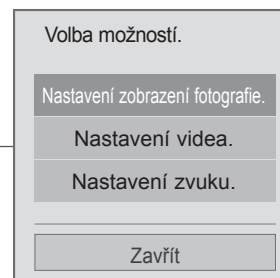 Volba možností.
Nastavení zobrazení fotografie.
Nastavení videa.
Nastavení zvuku.
Zavřít